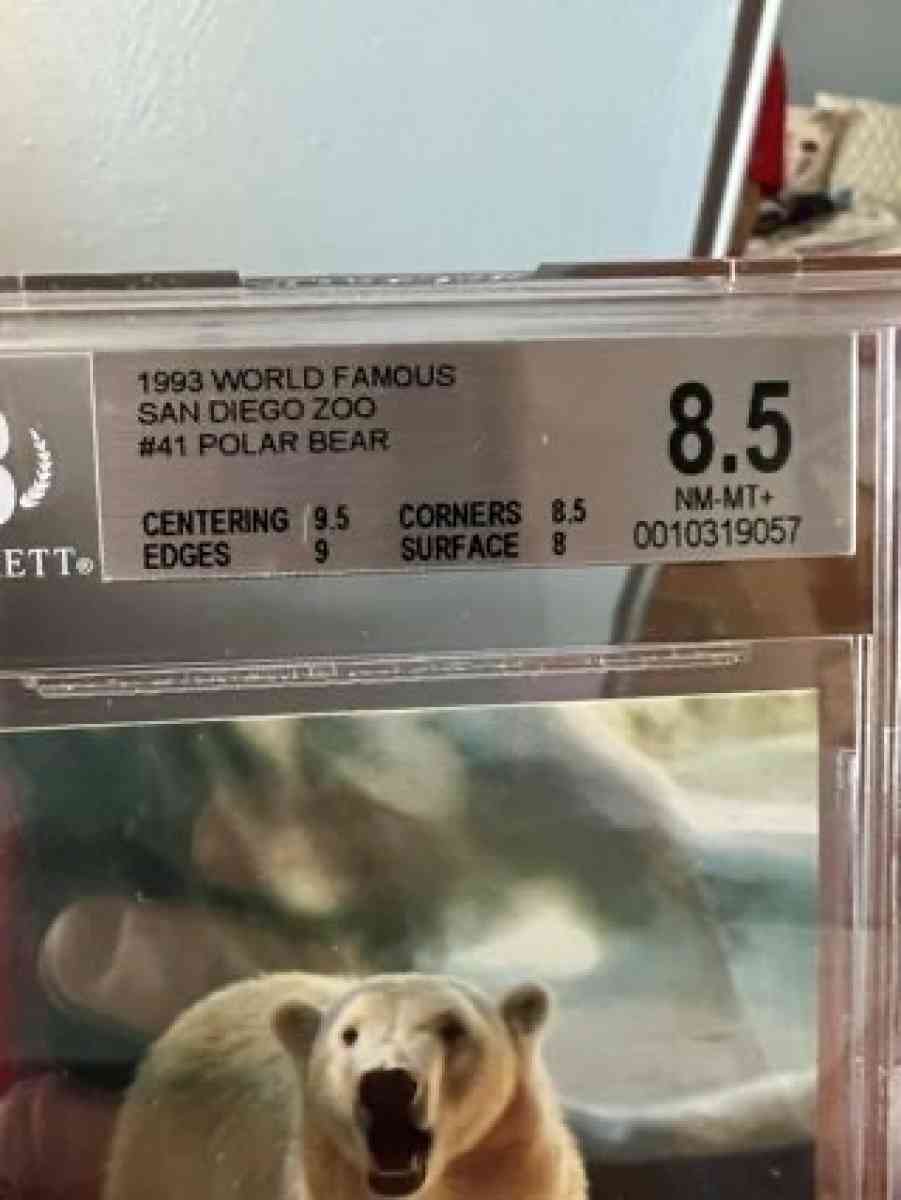 1993 WORLD FAMOUS
SAN DIEGO ZOO
#41 POLAR BEAR
8.5
NM-MT+
0010319057
CENTERING 9.5 CORNERS 8.5
EDGES 9 SURFACE 8
ETT®